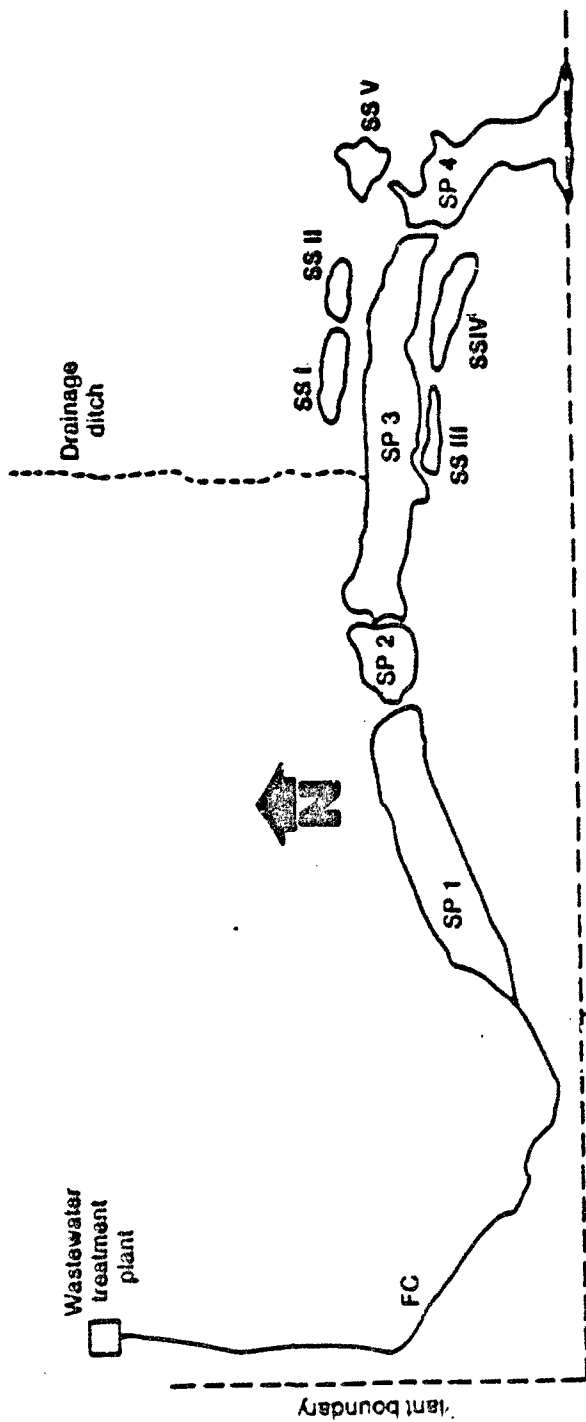 Wastewater
treatment
plant
Drainage
ditch
FC
SP 1
SP 2
SP 3
SP 4
SS I
SS II
SS III
SSIV
SS V
N
lant boundary